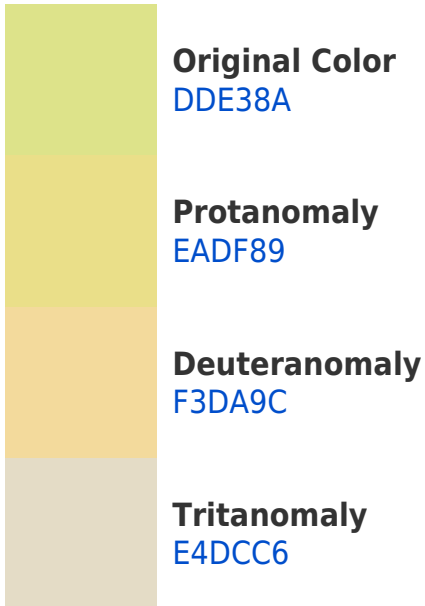 Original Color
DDE38A
Protanomaly
EADF89
Deuteranomaly
F3DA9C
Tritanomaly
E4DCC6